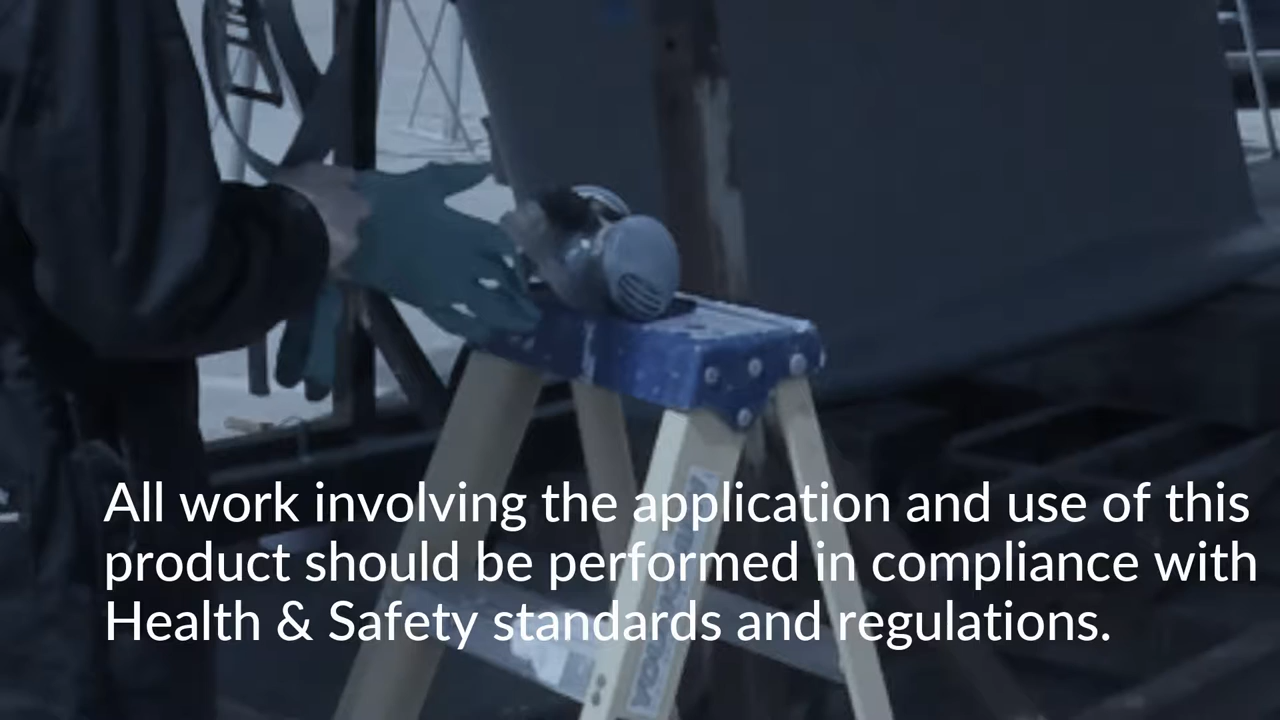 All work involving the application and use of this
product should be performed in compliance with
Health & Safety standards and regulations.